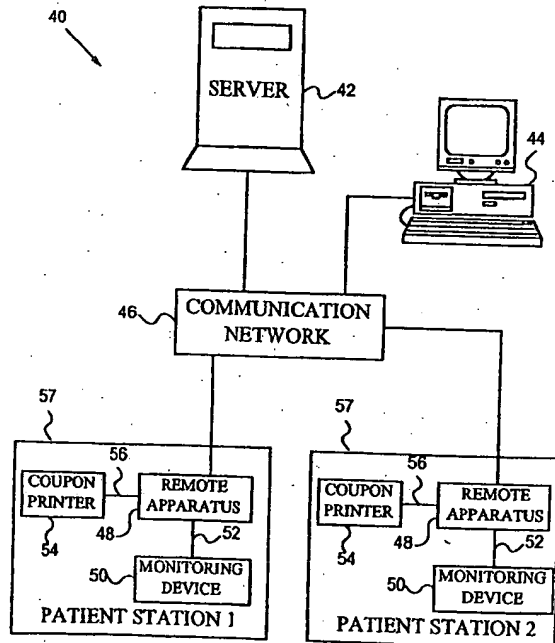 40
SERVER
42
44
46
COMMUNICATION
NETWORK
57
56
COUPON
PRINTER
REMOTE
APPARATUS
54
48
52
50
MONITORING
DEVICE
PATIENT STATION 1
57
56
COUPON
PRINTER
REMOTE
APPARATUS
54
48
52
50
MONITORING
DEVICE
PATIENT STATION 2